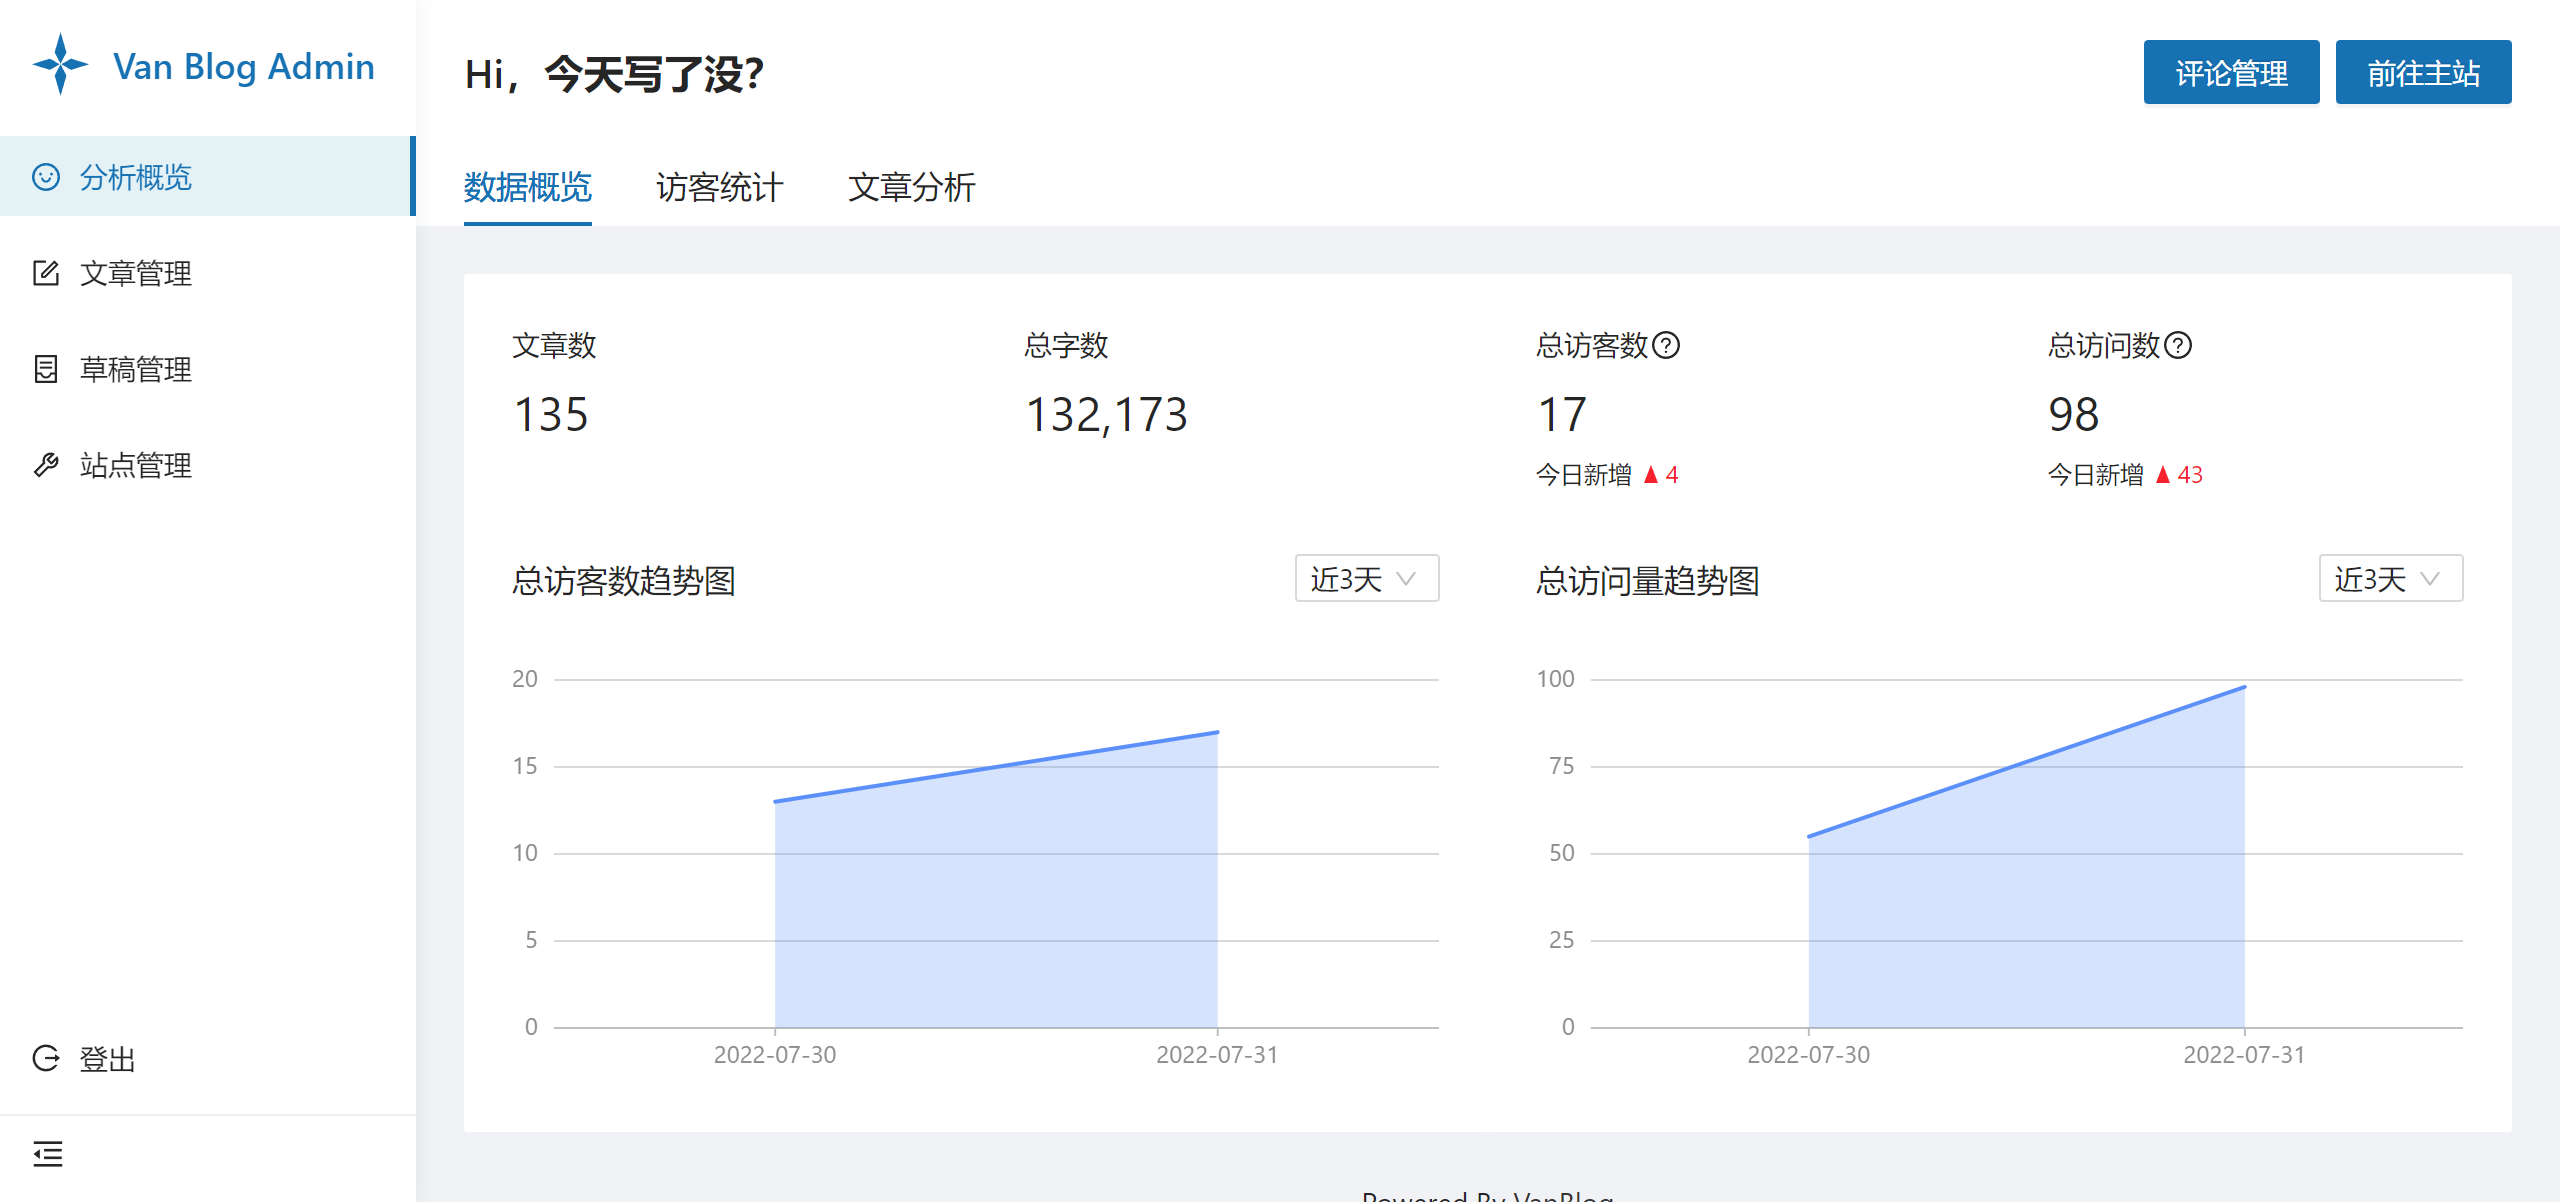 Van Blog Admin
分析概览
文章管理
草稿管理
站点管理
登出
Hi，今天写了没？
评论管理
前往主站
数据概览
访客统计
文章分析
文章数
135
总字数
132,173
总访客数
17
今日新增 ▲ 4
总访问数
98
今日新增 ▲ 43
总访客数趋势图
近3天
20
15
10
5
0
2022-07-30
2022-07-31
总访问量趋势图
近3天
100
75
50
25
0
2022-07-30
2022-07-31
Powered By VanBlog